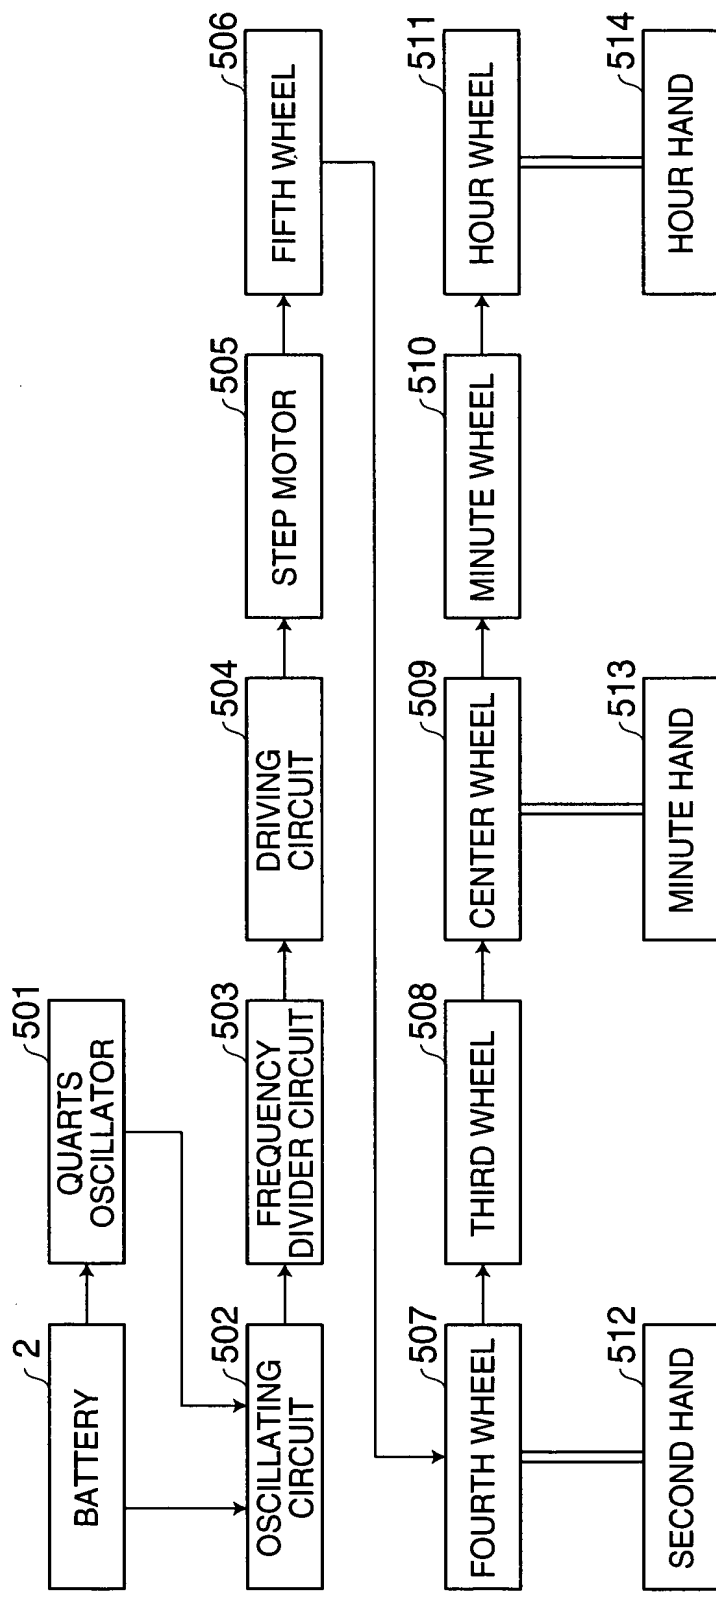 2
BATTERY
501
QUARTS
OSCILLATOR
502
OSCILLATING
CIRCUIT
503
FREQUENCY
DIVIDER CIRCUIT
504
DRIVING
CIRCUIT
505
STEP MOTOR
506
FIFTH WHEEL
507
FOURTH WHEEL
508
THIRD WHEEL
509
CENTER WHEEL
510
MINUTE WHEEL
511
HOUR WHEEL
512
SECOND HAND
513
MINUTE HAND
514
HOUR HAND